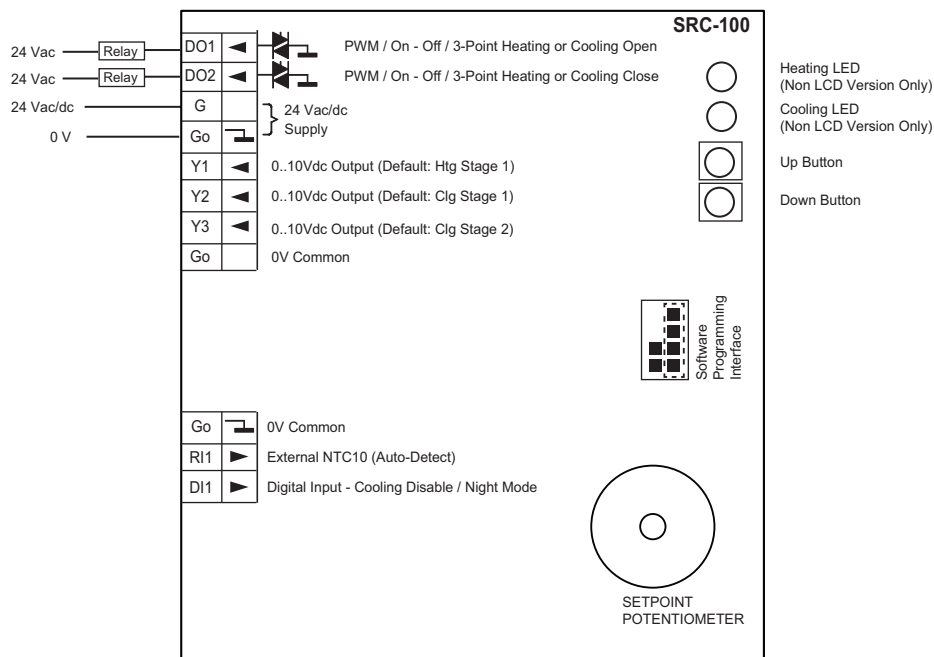 SRC-100
24 Vac Relay DO1 PWM / On - Off / 3-Point Heating or Cooling Open
24 Vac Relay DO2 PWM / On - Off / 3-Point Heating or Cooling Close
24 Vac/dc G
24 Vac/dc
Supply
0 V Go
Y1 0..10Vdc Output (Default: Htg Stage 1)
Y2 0..10Vdc Output (Default: Clg Stage 1)
Y3 0..10Vdc Output (Default: Clg Stage 2)
Go 0V Common
Heating LED
(Non LCD Version Only)
Cooling LED
(Non LCD Version Only)
Up Button
Down Button
Software
Programming
Interface
Go 0V Common
RI1 External NTC10 (Auto-Detect)
DI1 Digital Input - Cooling Disable / Night Mode
SETPOINT
POTENTIOMETER